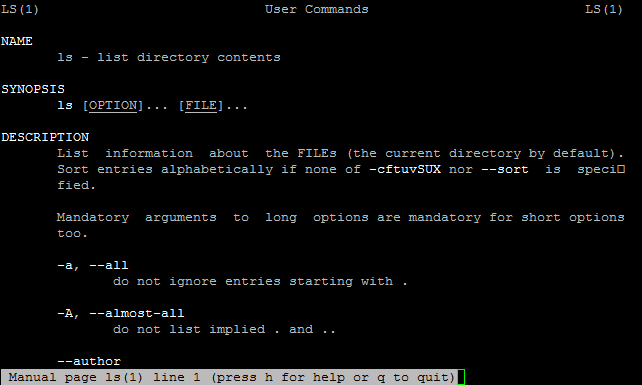 LS(1) User Commands LS(1)
NAME
ls - list directory contents
SYNOPSIS
ls [OPTION]... [FILE]...
DESCRIPTION
List information about the FILEs (the current directory by default).
Sort entries alphabetically if none of -cftuvSUX nor --sort is speci□
fied.
Mandatory arguments to long options are mandatory for short options
too.
-a, --all
do not ignore entries starting with .
-A, --almost-all
do not list implied . and ..
--author
Manual page ls(1) line 1 (press h for help or q to quit)